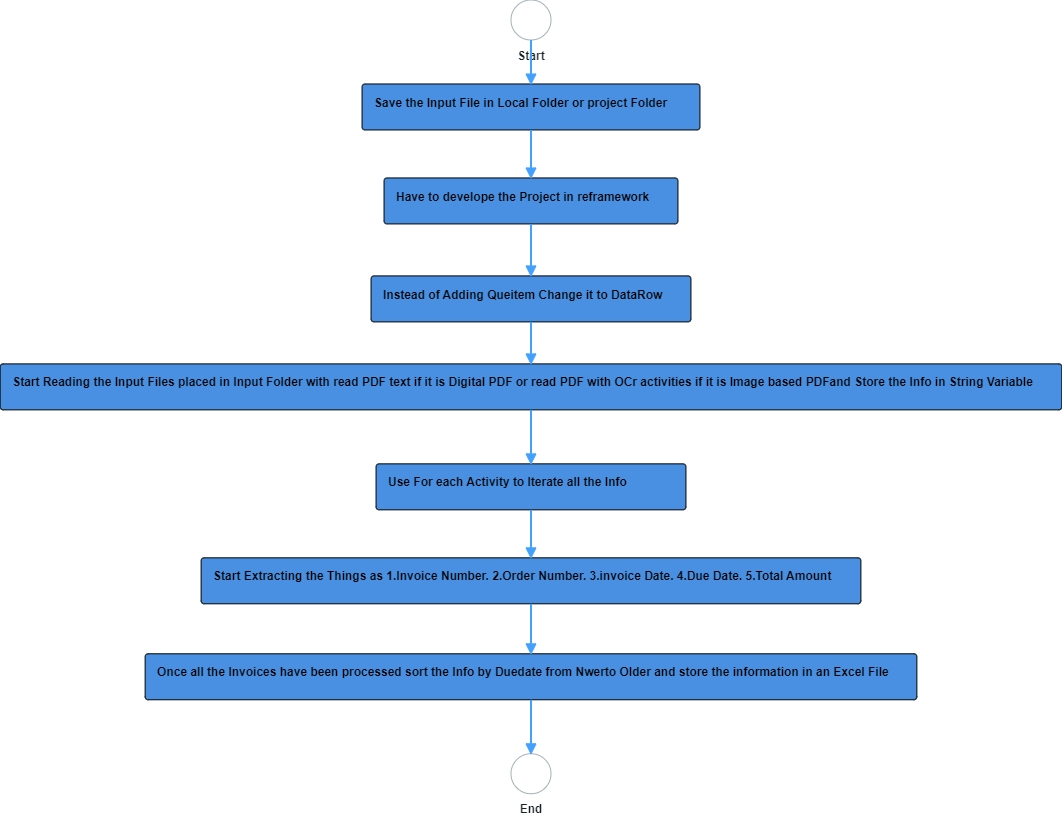 Start
Save the Input File in Local Folder or project Folder
Have to develope the Project in reframework
Instead of Adding Queitem Change it to DataRow
Start Reading the Input Files placed in Input Folder with read PDF text if it is Digital PDF or read PDF with OCr activities if it is Image based PDFand Store the Info in String Variable
Use For each Activity to Iterate all the Info
Start Extracting the Things as 1.Invoice Number. 2.Order Number. 3.invoice Date. 4.Due Date. 5.Total Amount
Once all the Invoices have been processed sort the Info by Duedate from Nwerto Older and store the information in an Excel File
End